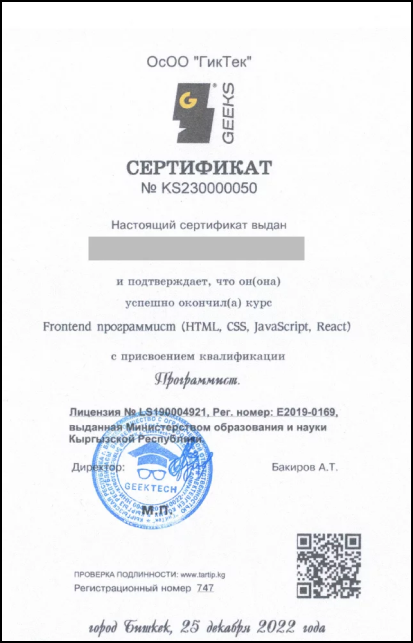 ОсОО "ГикТек"
GEEKS
СЕРТИФИКАТ
№ KS230000050
Настоящий сертификат выдан
и подтверждает, что он(она)
успешно окончил(а) курс
Frontend программист (HTML, CSS, JavaScript, React)
с присвоением квалификации
Программист.
Лицензия № LS190004921, Рег. номер: E2019-0169,
выданная Министерством образования и науки
Кыргызской Республики.
Директор:
Бакиров А.Т.
GEEKTECH
М.П.
ПРОВЕРКА ПОДЛИННОСТИ: www.tartip.kg
Регистрационный номер 747
город Бишкек, 25 декабря 2022 года